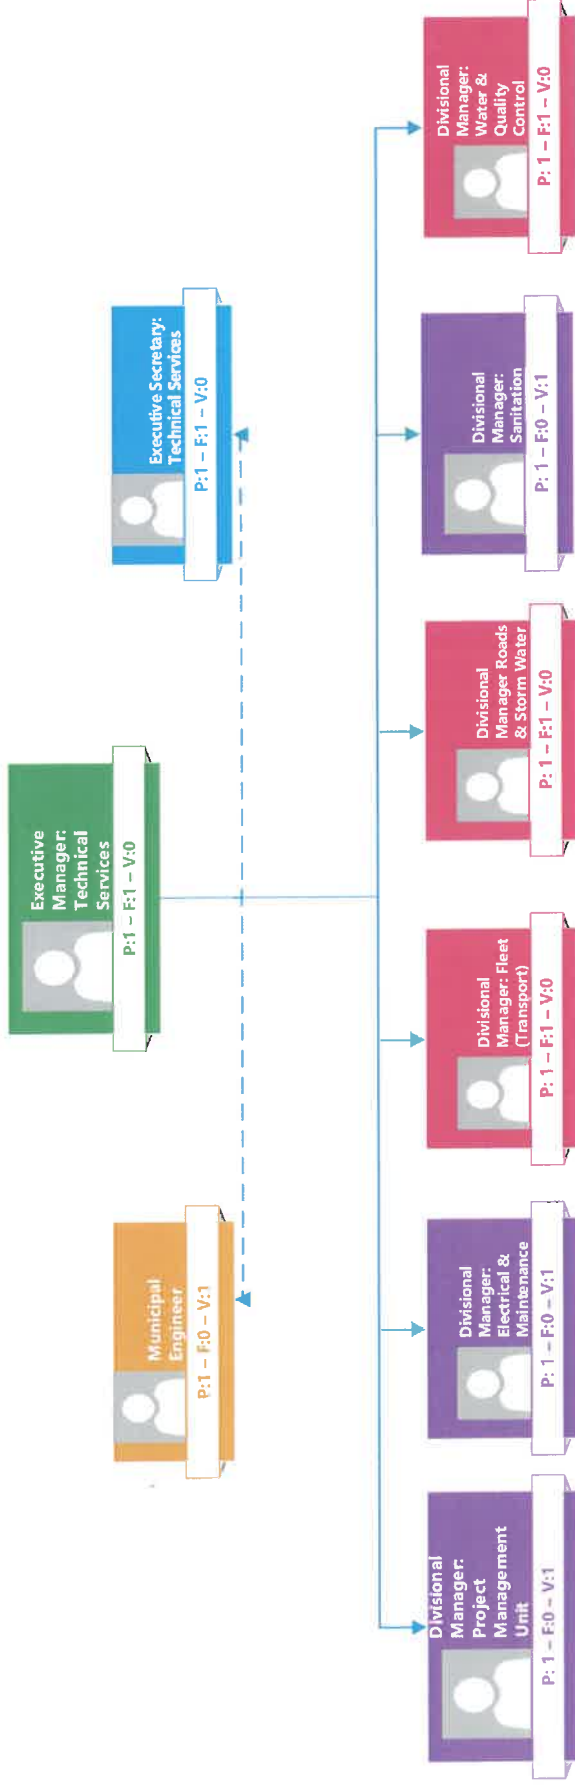 Executive
Manager:
Technical
Services
P:1 – F:1 – V:0
Municipal
Engineer
P:1 – F:0 – V:1
Executive Secretary:
Technical Services
P:1 – F:1 – V:0
Divisional
Manager:
Project
Management
Unit
P: 1 – F:0 – V:1
Divisional
Manager:
Electrical &
Maintenance
P: 1 – F:0 – V:1
Divisional
Manager: Fleet
(Transport)
P: 1 – F:1 – V:0
Divisional
Manager Roads
& Storm Water
P: 1 – F:1 – V:0
Divisional
Manager:
Sanitation
P: 1 – F:0 – V:1
Divisional
Manager:
Water &
Quality
Control
P: 1 – F:1 – V:0